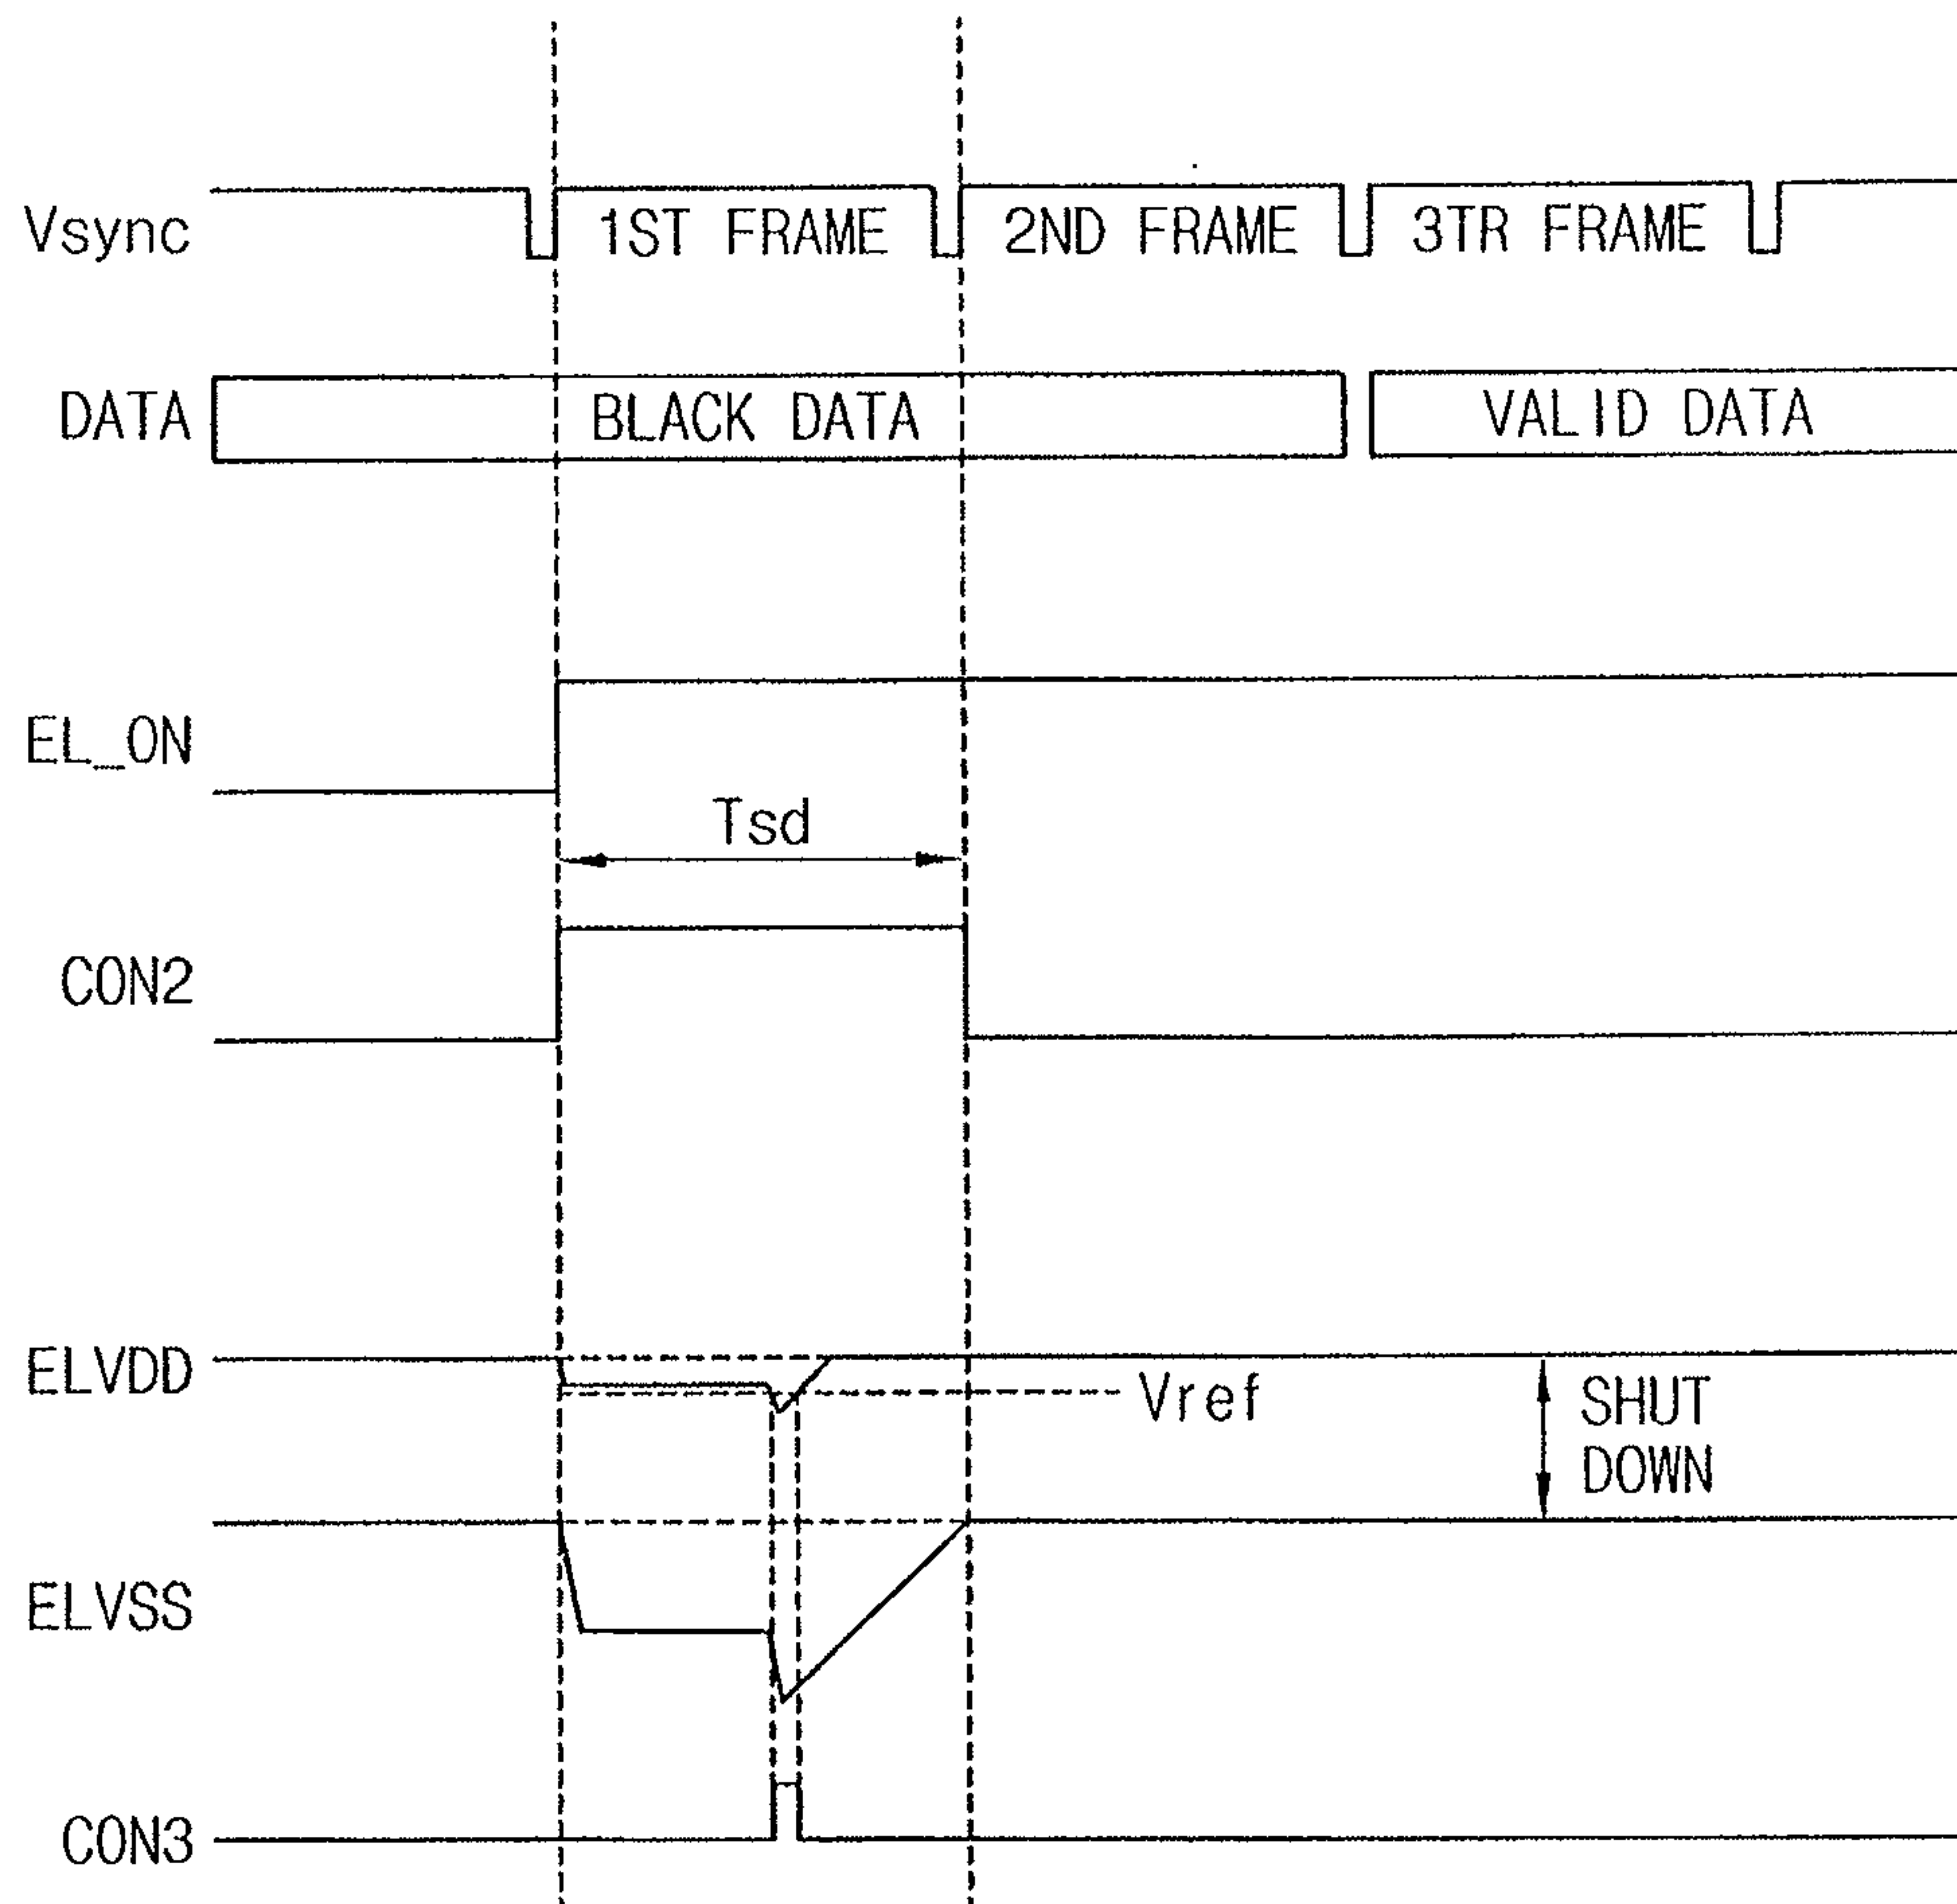 Vsync 1ST FRAME 2ND FRAME 3TR FRAME
DATA BLACK DATA VALID DATA
EL_ON
Tsd
CON2
ELVDD
Vref
SHUT
DOWN
ELVSS
CON3